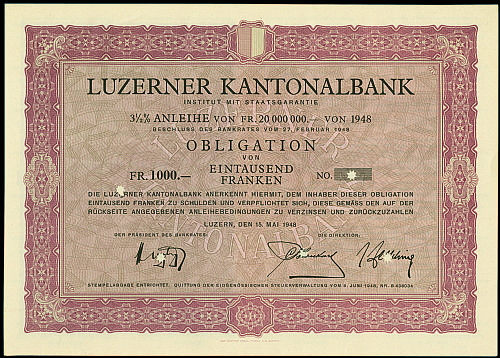 LUZERNER KANTONALBANK
INSTITUT MIT STAATSGARANTIE
3½% ANLEIHE VON FR. 20 000 000.— VON 1948
BESCHLUSS DES BANKRATES VOM 27. FEBRUAR 1948
OBLIGATION
VON
FR. 1000.— EINTAUSEND FRANKEN NO.
DIE LUZERNER KANTONALBANK ANERKENNT HIERMIT, DEM INHABER DIESER OBLIGATION
EINTAUSEND FRANKEN ZU SCHULDEN UND VERPFLICHTET SICH, DIESE GEMÄSS DEN AUF DER
RÜCKSEITE ANGEGEBENEN ANLEIHEBEDINGUNGEN ZU VERZINSEN UND ZURÜCKZUZAHLEN
LUZERN, DEN 15. MAI 1948
DER PRÄSIDENT DES BANKRATES: DIE DIREKTION:
STEMPELABGABE ENTRICHTET. QUITTUNG DER EIDGENÖSSISCHEN STEUERVERWALTUNG VOM 4. JUNI 1948, NR.